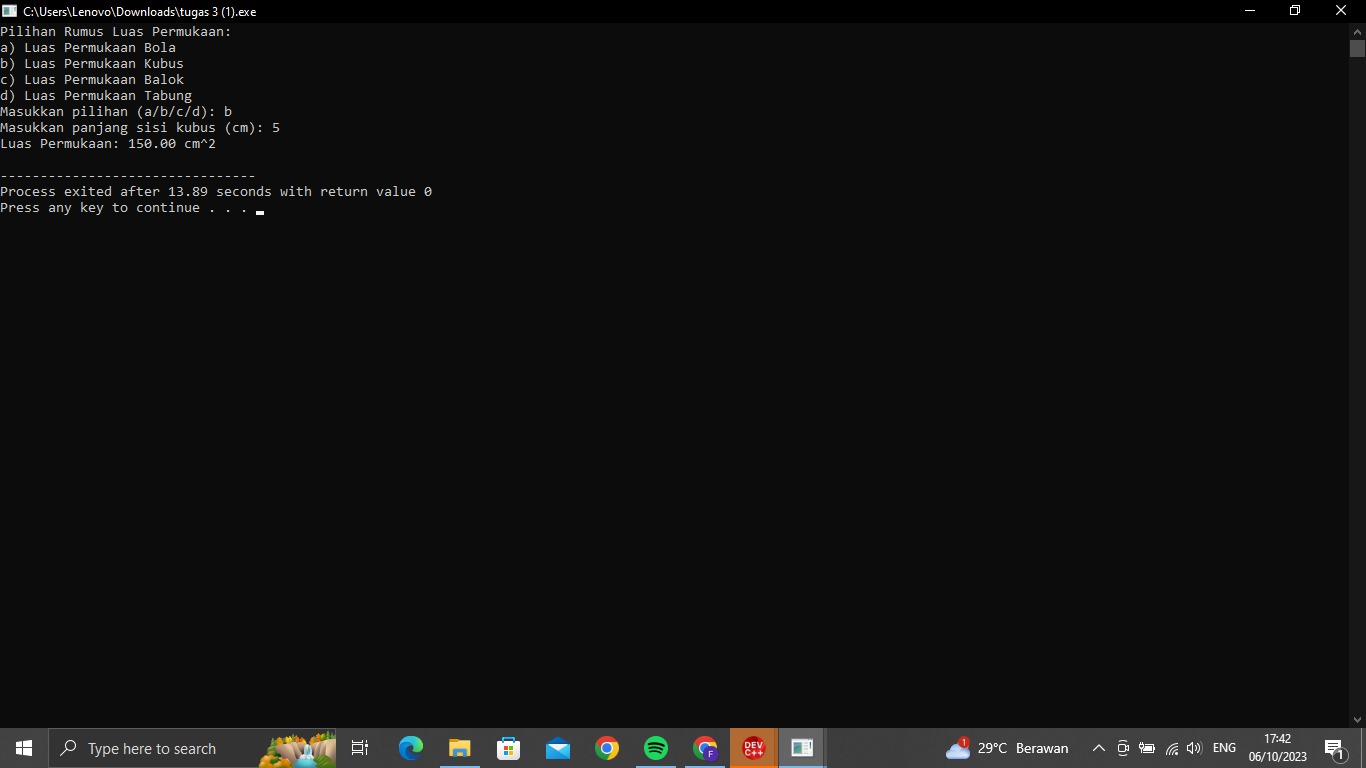 C:\Users\Lenovo\Downloads\tugas 3 (1).exe
Pilihan Rumus Luas Permukaan:
a) Luas Permukaan Bola
b) Luas Permukaan Kubus
c) Luas Permukaan Balok
d) Luas Permukaan Tabung
Masukkan pilihan (a/b/c/d): b
Masukkan panjang sisi kubus (cm): 5
Luas Permukaan: 150.00 cm^2
--------------------------------
Process exited after 13.89 seconds with return value 0
Press any key to continue . . .
Type here to search
F
DEV C++
1
29°C Berawan
ENG
17:42
06/10/2023
1